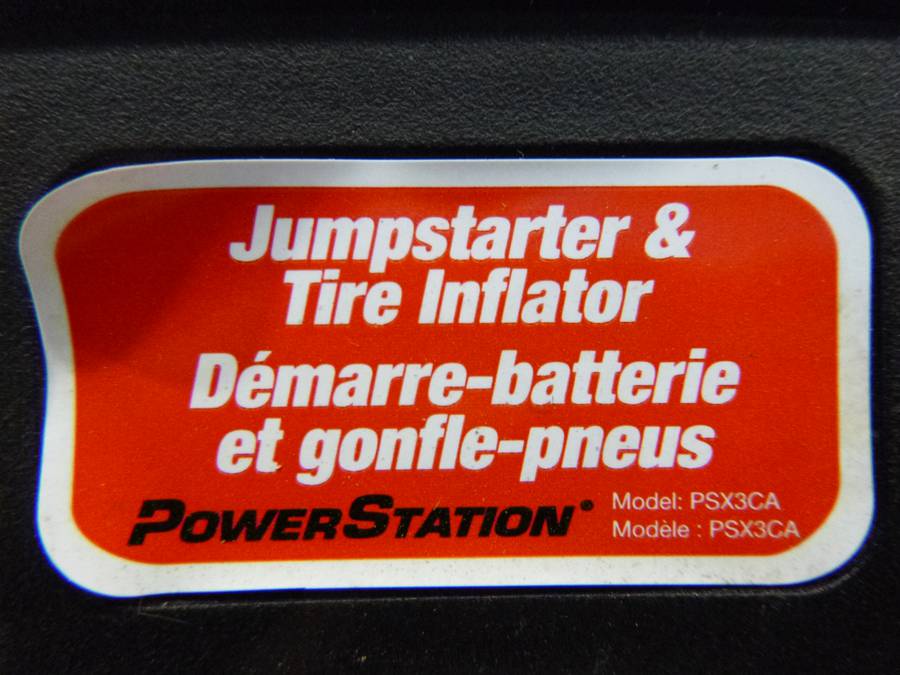 Jumpstarter &
Tire Inflator
Démarre-batterie
et gonfle-pneus
POWERSTATION®
Model: PSX3CA
Modèle : PSX3CA